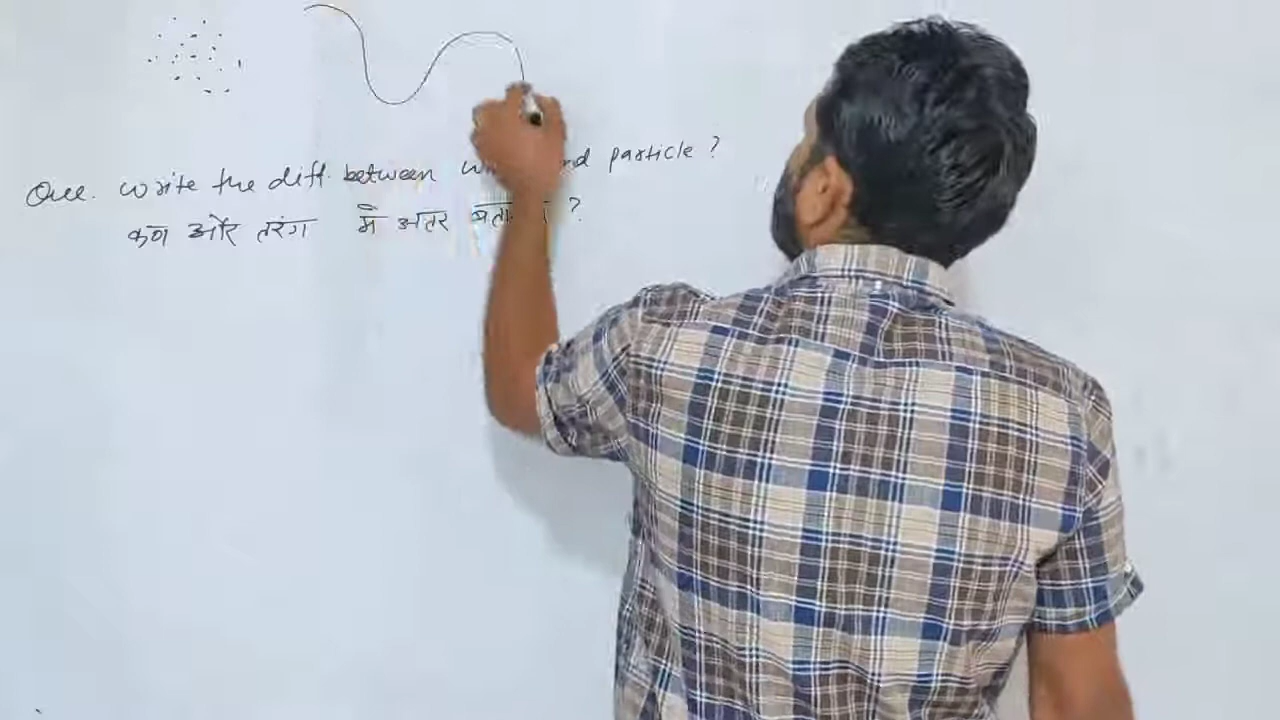 Que. Write the diff. between and particle ?
कण और तरंग में अंतर ?